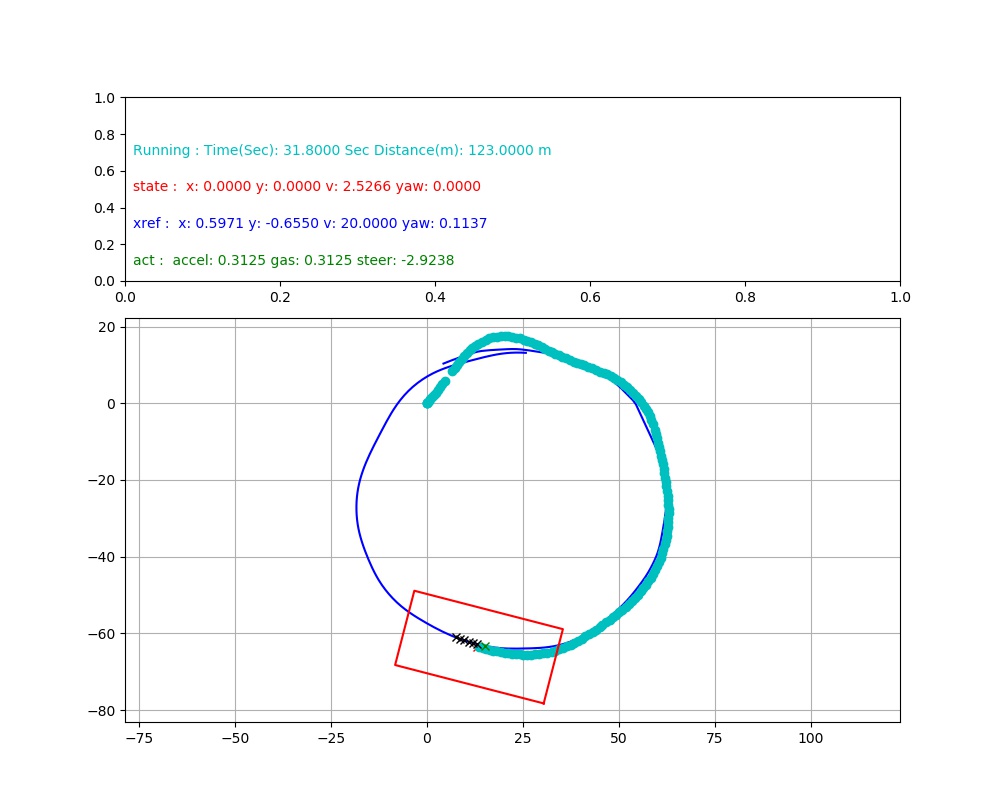 1.0
0.8
Running : Time(Sec): 31.8000 Sec Distance(m): 123.0000 m
0.6
state :  x: 0.0000 y: 0.0000 v: 2.5266 yaw: 0.0000
0.4
xref :  x: 0.5971 y: -0.6550 v: 20.0000 yaw: 0.1137
0.2
act :  accel: 0.3125 gas: 0.3125 steer: -2.9238
0.0
0.0 0.2 0.4 0.6 0.8 1.0
20
0
−20
−40
−60
−80
−75 −50 −25 0 25 50 75 100